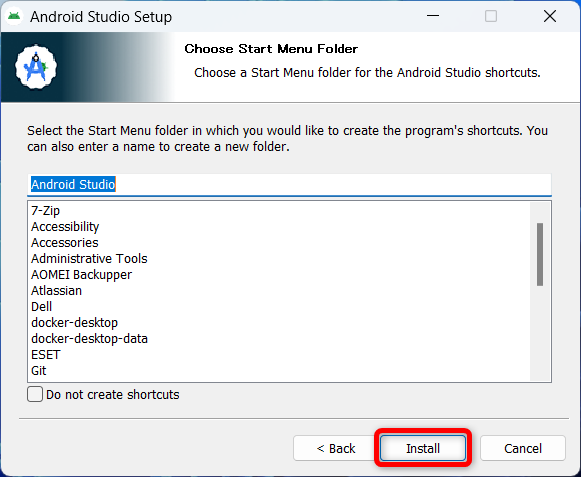 Android Studio Setup
Choose Start Menu Folder
Choose a Start Menu folder for the Android Studio shortcuts.
Select the Start Menu folder in which you would like to create the program's shortcuts. You
can also enter a name to create a new folder.
Android Studio
7-Zip
Accessibility
Accessories
Administrative Tools
AOMEI Backupper
Atlassian
Dell
docker-desktop
docker-desktop-data
ESET
Git
Do not create shortcuts
< Back Install Cancel